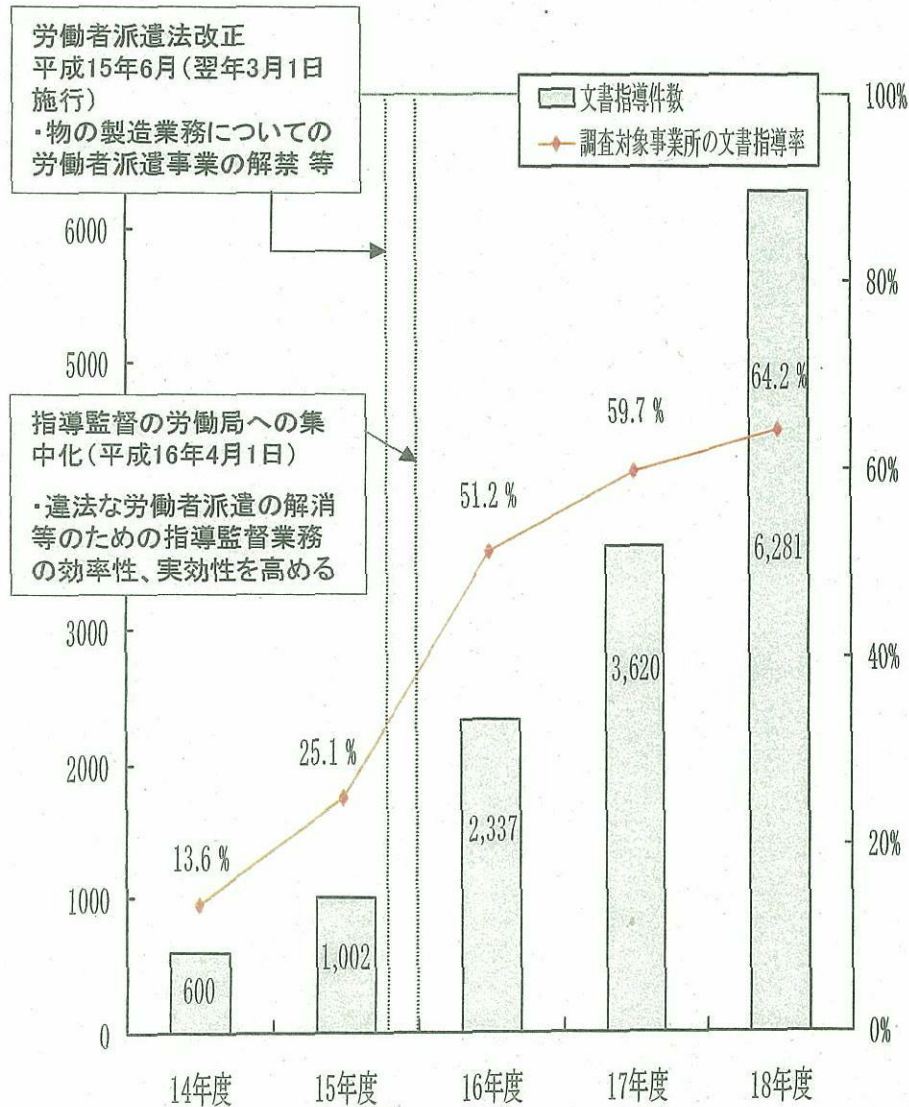 労働者派遣法改正
平成15年6月(翌年3月1日
施行)
・物の製造業務についての
労働者派遣事業の解禁 等
文書指導件数
調査対象事業所の文書指導率
指導監督の労働局への集
中化(平成16年4月1日)
・違法な労働者派遣の解消
等のための指導監督業務
の効率性、実効性を高める
6000
5000
3000
2000
1000
0
100%
80%
60%
40%
20%
0%
13.6 %
25.1 %
51.2 %
59.7 %
64.2 %
600
1,002
2,337
3,620
6,281
14年度
15年度
16年度
17年度
18年度